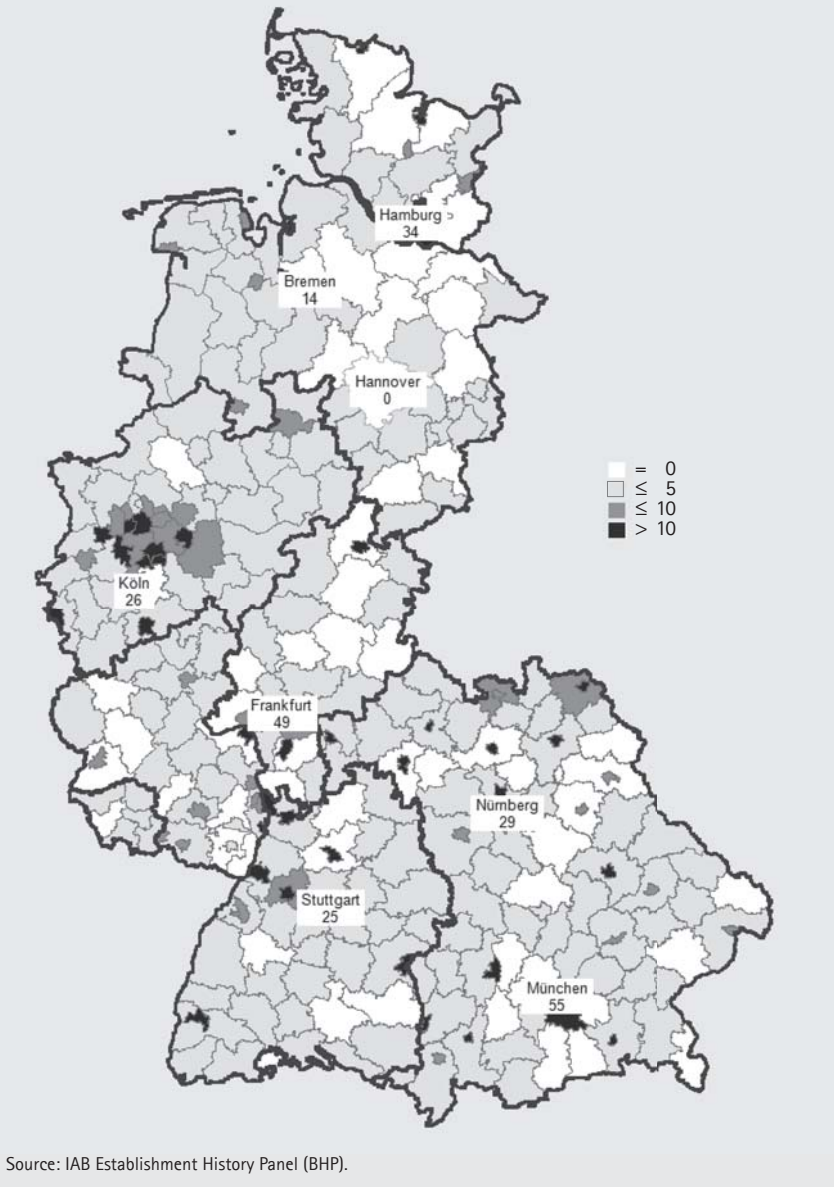 Hamburg
34
Bremen
14
Hannover
0
= 0
≤ 5
≤ 10
> 10
Köln
26
Frankfurt
49
Nürnberg
29
Stuttgart
25
München
55
Source: IAB Establishment History Panel (BHP).